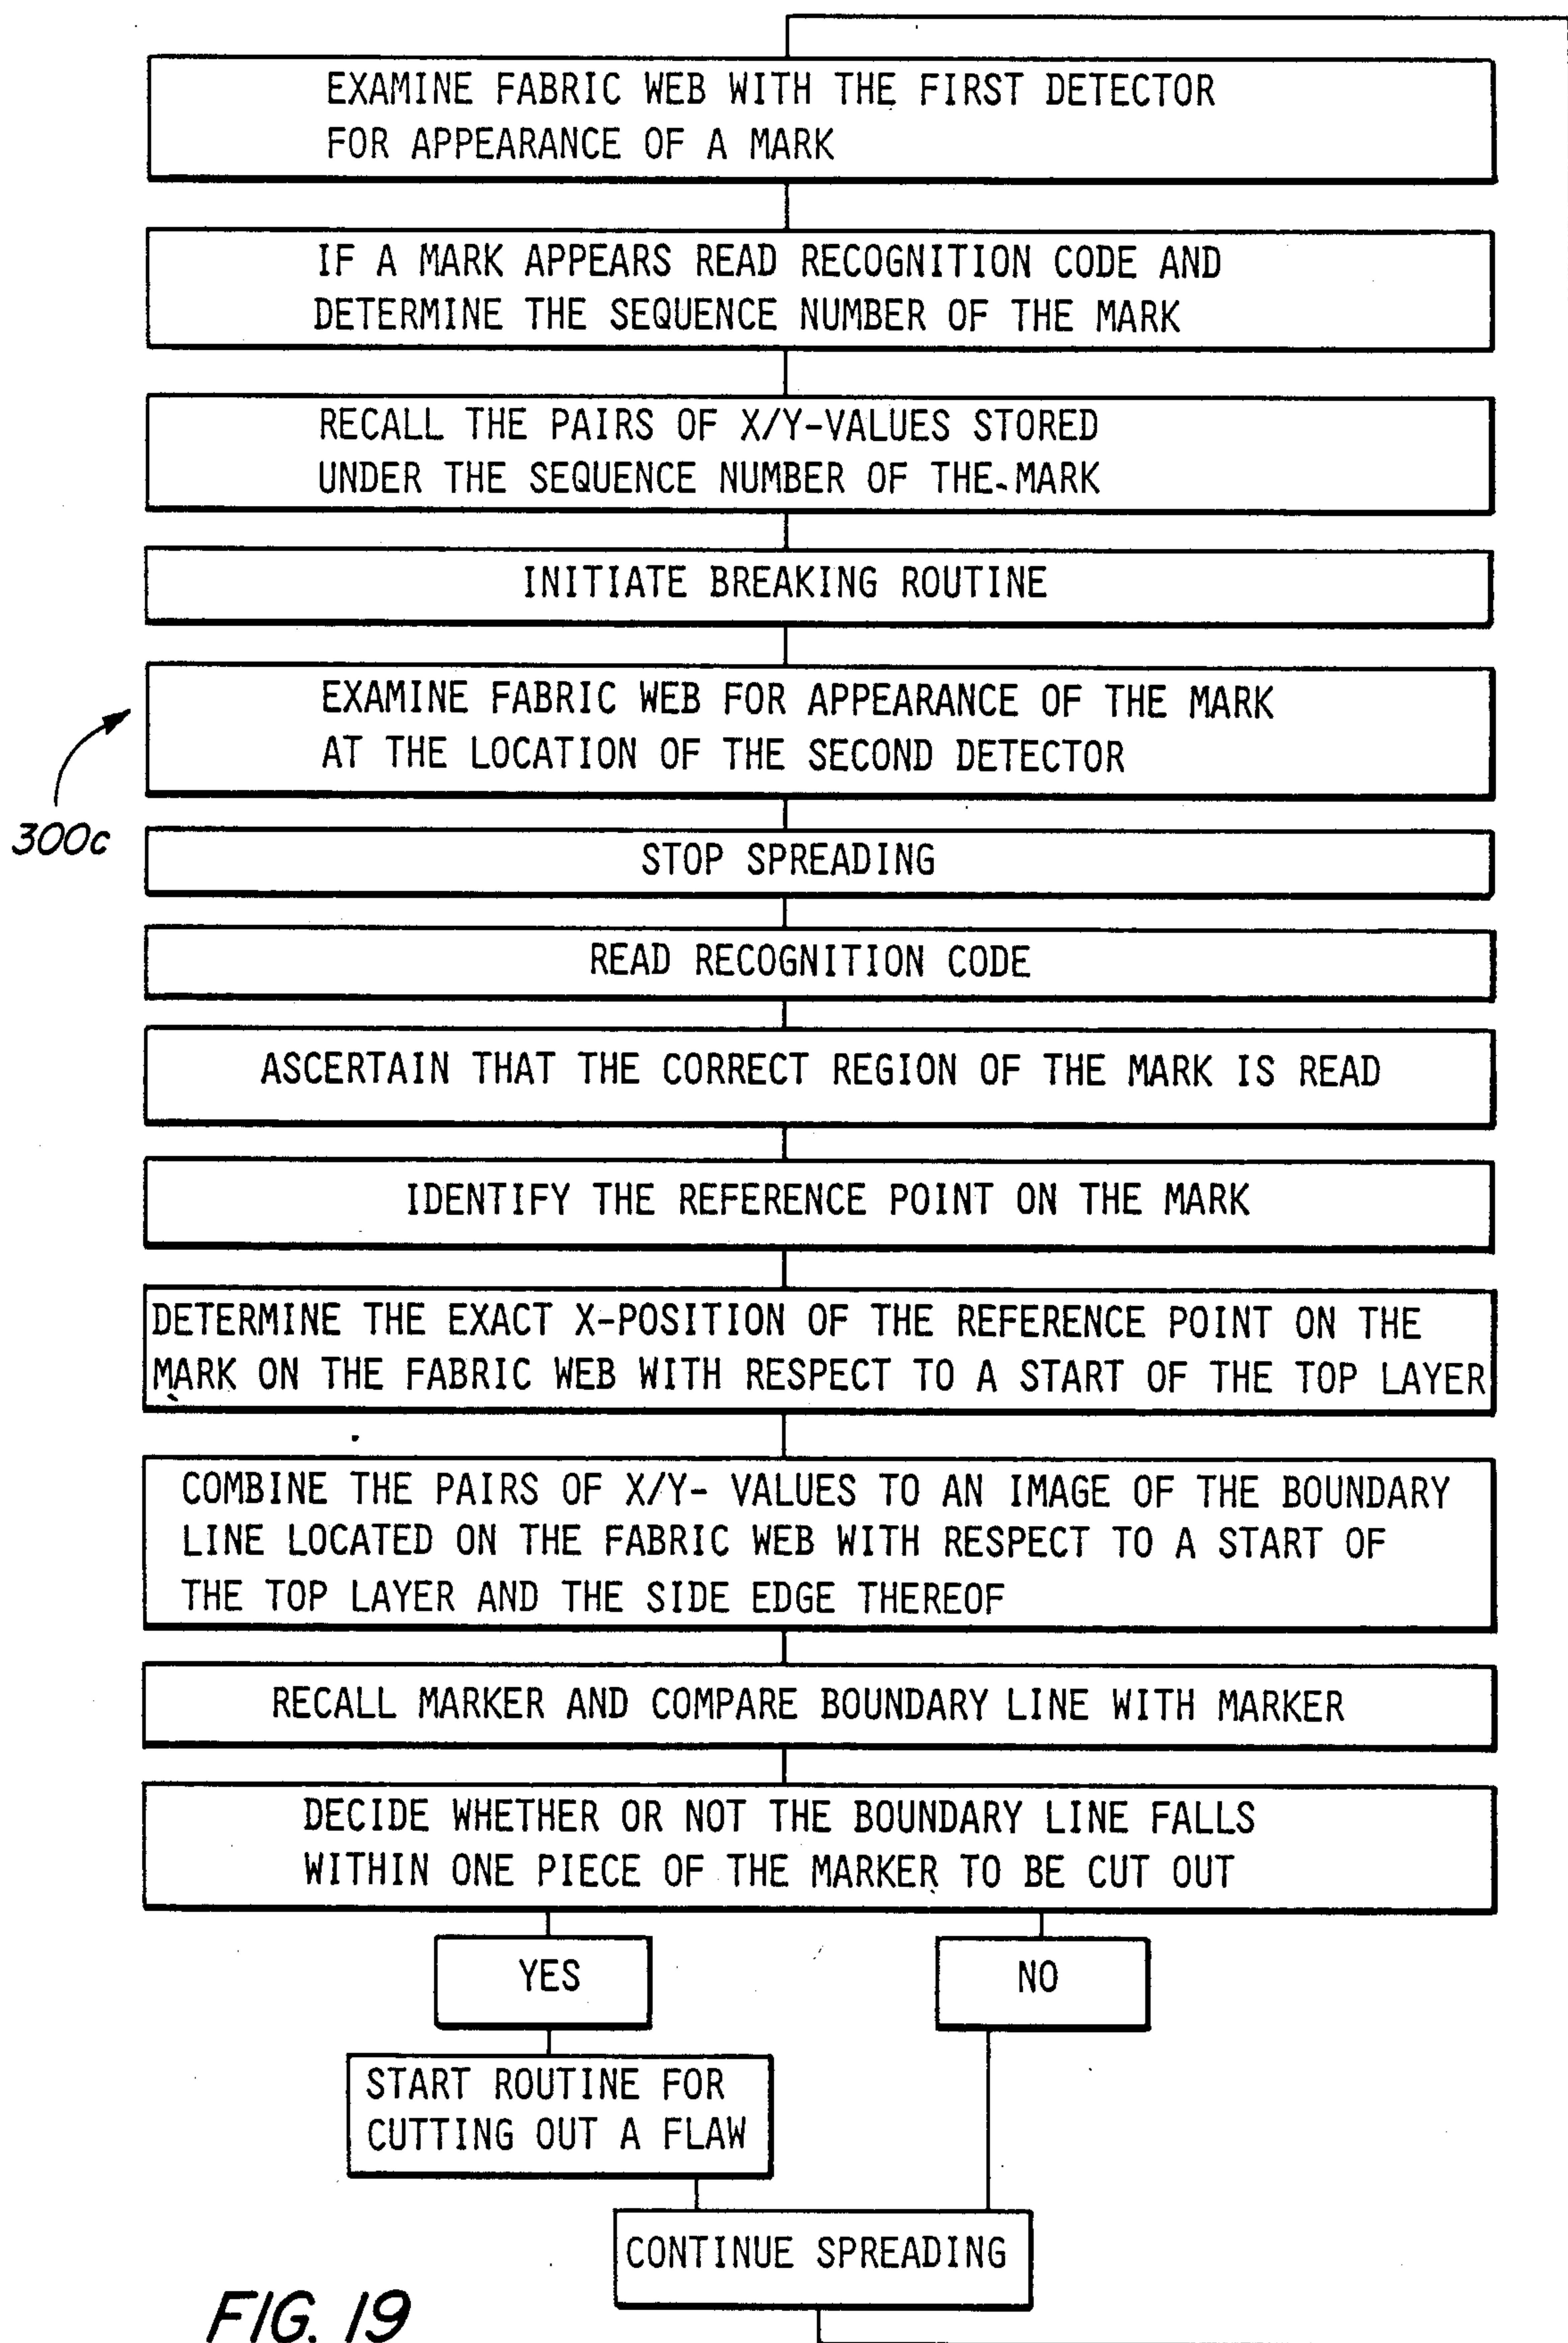 EXAMINE FABRIC WEB WITH THE FIRST DETECTOR
FOR APPEARANCE OF A MARK
IF A MARK APPEARS READ RECOGNITION CODE AND
DETERMINE THE SEQUENCE NUMBER OF THE MARK
RECALL THE PAIRS OF X/Y-VALUES STORED
UNDER THE SEQUENCE NUMBER OF THE MARK
INITIATE BREAKING ROUTINE
EXAMINE FABRIC WEB FOR APPEARANCE OF THE MARK
AT THE LOCATION OF THE SECOND DETECTOR
300c
STOP SPREADING
READ RECOGNITION CODE
ASCERTAIN THAT THE CORRECT REGION OF THE MARK IS READ
IDENTIFY THE REFERENCE POINT ON THE MARK
DETERMINE THE EXACT X-POSITION OF THE REFERENCE POINT ON THE
MARK ON THE FABRIC WEB WITH RESPECT TO A START OF THE TOP LAYER
COMBINE THE PAIRS OF X/Y- VALUES TO AN IMAGE OF THE BOUNDARY
LINE LOCATED ON THE FABRIC WEB WITH RESPECT TO A START OF
THE TOP LAYER AND THE SIDE EDGE THEREOF
RECALL MARKER AND COMPARE BOUNDARY LINE WITH MARKER
DECIDE WHETHER OR NOT THE BOUNDARY LINE FALLS
WITHIN ONE PIECE OF THE MARKER TO BE CUT OUT
YES
NO
START ROUTINE FOR
CUTTING OUT A FLAW
CONTINUE SPREADING
FIG. 19